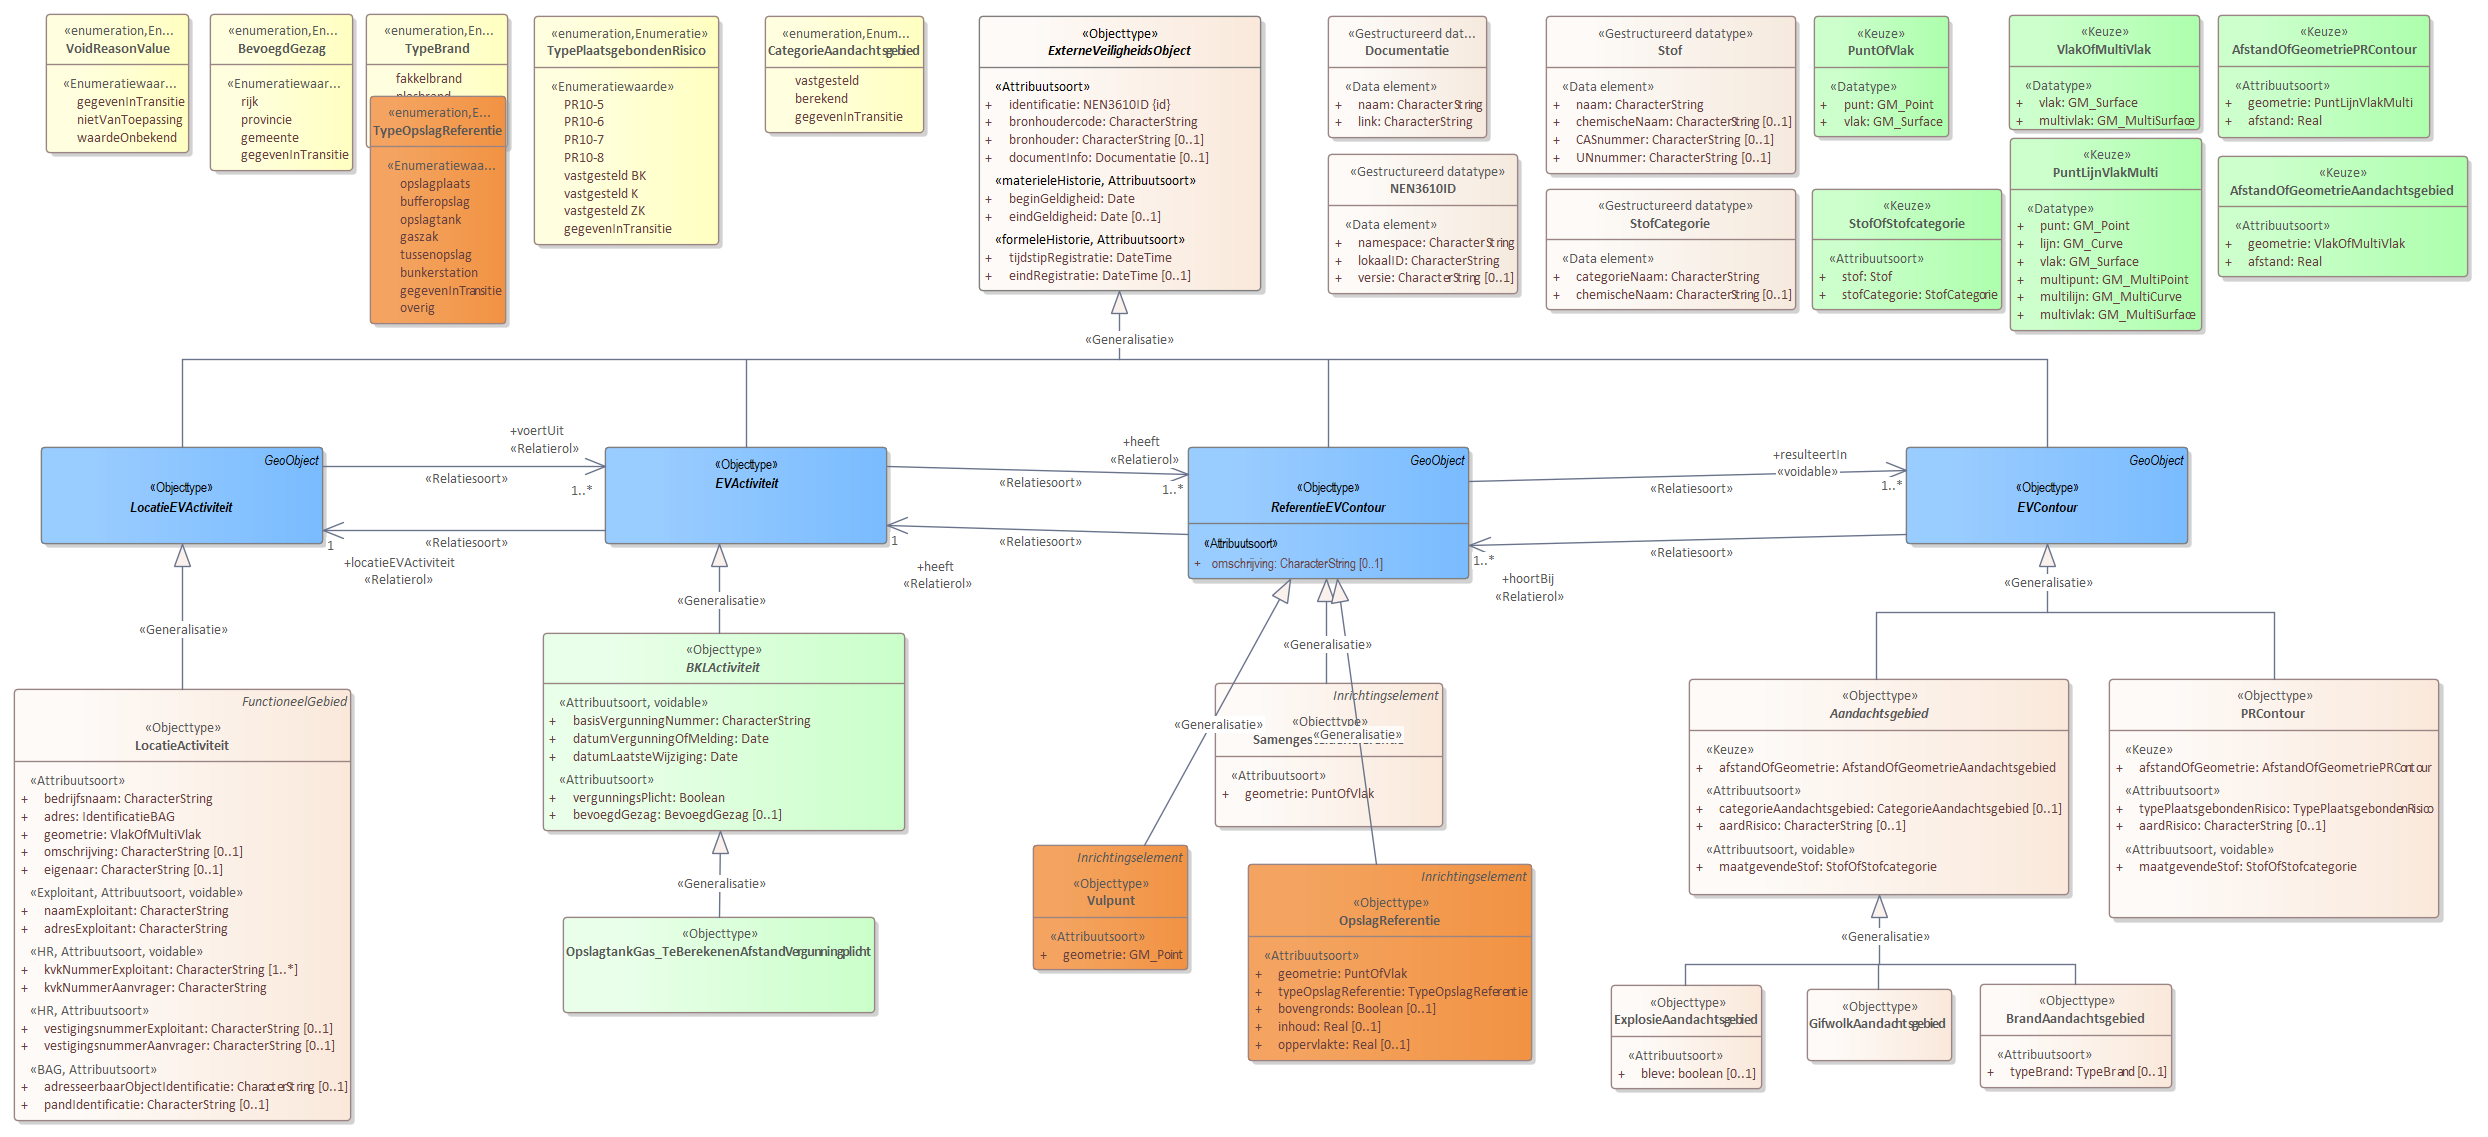 «enumeration,En...
VoidReasonValue
«Enumeratiewaar...
gegevenInTransitie
nietVanToepassing
waardeOnbekend
«enumeration,En...
BevoegdGezag
«Enumeratiewaar...
rijk
provincie
gemeente
gegevenInTransitie
«enumeration,En...
TypeBrand
fakkelbrand
«enumeration,E...
TypeOpslagReferentie
«Enumeratiewaa...
opslagplaats
bufferopslag
opslagtank
gaszak
tussenopslag
bunkerstation
gegevenInTransitie
overig
«enumeration,Enumeratie»
TypePlaatsgebondenRisico
«Enumeratiewaarde»
PR10-5
PR10-6
PR10-7
PR10-8
vastgesteld BK
vastgesteld K
vastgesteld ZK
gegevenInTransitie
«enumeration,Enum...
CategorieAandachtsgebied
vastgesteld
berekend
gegevenInTransitie
«Objecttype»
ExterneVeiligheidsObject
«Attribuutsoort»
+ identificatie: NEN3610ID {id}
+ bronhoudercode: CharacterString
+ bronhouder: CharacterString [0..1]
+ documentInfo: Documentatie [0..1]
«materieleHistorie, Attribuutsoort»
+ beginGeldigheid: Date
+ eindGeldigheid: Date [0..1]
«formeleHistorie, Attribuutsoort»
+ tijdstipRegistratie: DateTime
+ eindRegistratie: DateTime [0..1]
«Gestructureerd dat...
Documentatie
«Data element»
+ naam: CharacterString
+ link: CharacterString
«Gestructureerd datatype»
NEN3610ID
«Data element»
+ namespace: CharacterString
+ lokaalID: CharacterString
+ versie: CharacterString [0..1]
«Gestructureerd datatype»
Stof
«Data element»
+ naam: CharacterString
+ chemischeNaam: CharacterString [0..1]
+ CASnummer: CharacterString [0..1]
+ UNnummer: CharacterString [0..1]
«Gestructureerd datatype»
StofCategorie
«Data element»
+ categorieNaam: CharacterString
+ chemischeNaam: CharacterString [0..1]
«Keuze»
PuntOfVlak
«Datatype»
+ punt: GM_Point
+ vlak: GM_Surface
«Keuze»
StofOfStofcategorie
«Attribuutsoort»
+ stof: Stof
+ stofCategorie: StofCategorie
«Keuze»
VlakOfMultiVlak
«Datatype»
+ vlak: GM_Surface
+ multivlak: GM_MultiSurface
«Keuze»
PuntLijnVlakMulti
«Datatype»
+ punt: GM_Point
+ lijn: GM_Curve
+ vlak: GM_Surface
+ multipunt: GM_MultiPoint
+ multilijn: GM_MultiCurve
+ multivlak: GM_MultiSurface
«Keuze»
AfstandOfGeometriePRContour
«Attribuutsoort»
+ geometrie: PuntLijnVlakMulti
+ afstand: Real
«Keuze»
AfstandOfGeometrieAandachtsgebied
«Attribuutsoort»
+ geometrie: VlakOfMultiVlak
+ afstand: Real
«Generalisatie»
GeoObject
«Objecttype»
LocatieEVActiviteit
+voertUit
«Relatierol»
«Relatiesoort»
1..*
«Relatiesoort»
1
+locatieEVActiviteit
«Relatierol»
«Objecttype»
EVActiviteit
+heeft
«Relatierol»
«Relatiesoort»
1..*
«Relatiesoort»
1
+heeft
«Relatierol»
GeoObject
«Objecttype»
ReferentieEVContour
«Attribuutsoort»
+ omschrijving: CharacterString [0..1]
+resulteertIn
«voidable»
«Relatiesoort»
1..*
«Relatiesoort»
1..*
+hoortBij
«Relatierol»
GeoObject
«Objecttype»
EVContour
«Generalisatie»
«Generalisatie»
«Generalisatie»
«Generalisatie»
FunctioneelGebied
«Objecttype»
LocatieActiviteit
«Attribuutsoort»
+ bedrijfsnaam: CharacterString
+ adres: IdentificatieBAG
+ geometrie: VlakOfMultiVlak
+ omschrijving: CharacterString [0..1]
+ eigenaar: CharacterString [0..1]
«Exploitant, Attribuutsoort, voidable»
+ naamExploitant: CharacterString
+ adresExploitant: CharacterString
«HR, Attribuutsoort, voidable»
+ kvkNummerExploitant: CharacterString [1..*]
+ kvkNummerAanvrager: CharacterString
«HR, Attribuutsoort»
+ vestigingsnummerExploitant: CharacterString [0..1]
+ vestigingsnummerAanvrager: CharacterString [0..1]
«BAG, Attribuutsoort»
+ adresseerbaarObjectIdentificatie: CharacterString [0..1]
+ pandIdentificatie: CharacterString [0..1]
«Objecttype»
BKLActiviteit
«Attribuutsoort, voidable»
+ basisVergunningNummer: CharacterString
+ datumVergunningOfMelding: Date
+ datumLaatsteWijziging: Date
«Attribuutsoort»
+ vergunningsPlicht: Boolean
+ bevoegdGezag: BevoegdGezag [0..1]
«Generalisatie»
«Objecttype»
OpslagtankGas_TeBerekenenAfstandVergunningplicht
Inrichtingselement
«Generalisatie»
«Objecttype»
«Generalisatie»
«Attribuutsoort»
+ geometrie: PuntOfVlak
Inrichtingselement
«Objecttype»
Vulpunt
«Attribuutsoort»
+ geometrie: GM_Point
Inrichtingselement
«Objecttype»
OpslagReferentie
«Attribuutsoort»
+ geometrie: PuntOfVlak
+ typeOpslagReferentie: TypeOpslagReferentie
+ bovengronds: Boolean [0..1]
+ inhoud: Real [0..1]
+ oppervlakte: Real [0..1]
«Objecttype»
Aandachtsgebied
«Keuze»
+ afstandOfGeometrie: AfstandOfGeometrieAandachtsgebied
«Attribuutsoort»
+ categorieAandachtsgebied: CategorieAandachtsgebied [0..1]
+ aardRisico: CharacterString [0..1]
«Attribuutsoort, voidable»
+ maatgevendeStof: StofOfStofcategorie
«Objecttype»
PRContour
«Keuze»
+ afstandOfGeometrie: AfstandOfGeometriePRContour
«Attribuutsoort»
+ typePlaatsgebondenRisico: TypePlaatsgebondenRisico
+ aardRisico: CharacterString [0..1]
«Attribuutsoort, voidable»
+ maatgevendeStof: StofOfStofcategorie
«Generalisatie»
«Objecttype»
ExplosieAandachtsgebied
«Attribuutsoort»
+ bleve: boolean [0..1]
«Objecttype»
GifwolkAandachtsgebied
«Objecttype»
BrandAandachtsgebied
«Attribuutsoort»
+ typeBrand: TypeBrand [0..1]